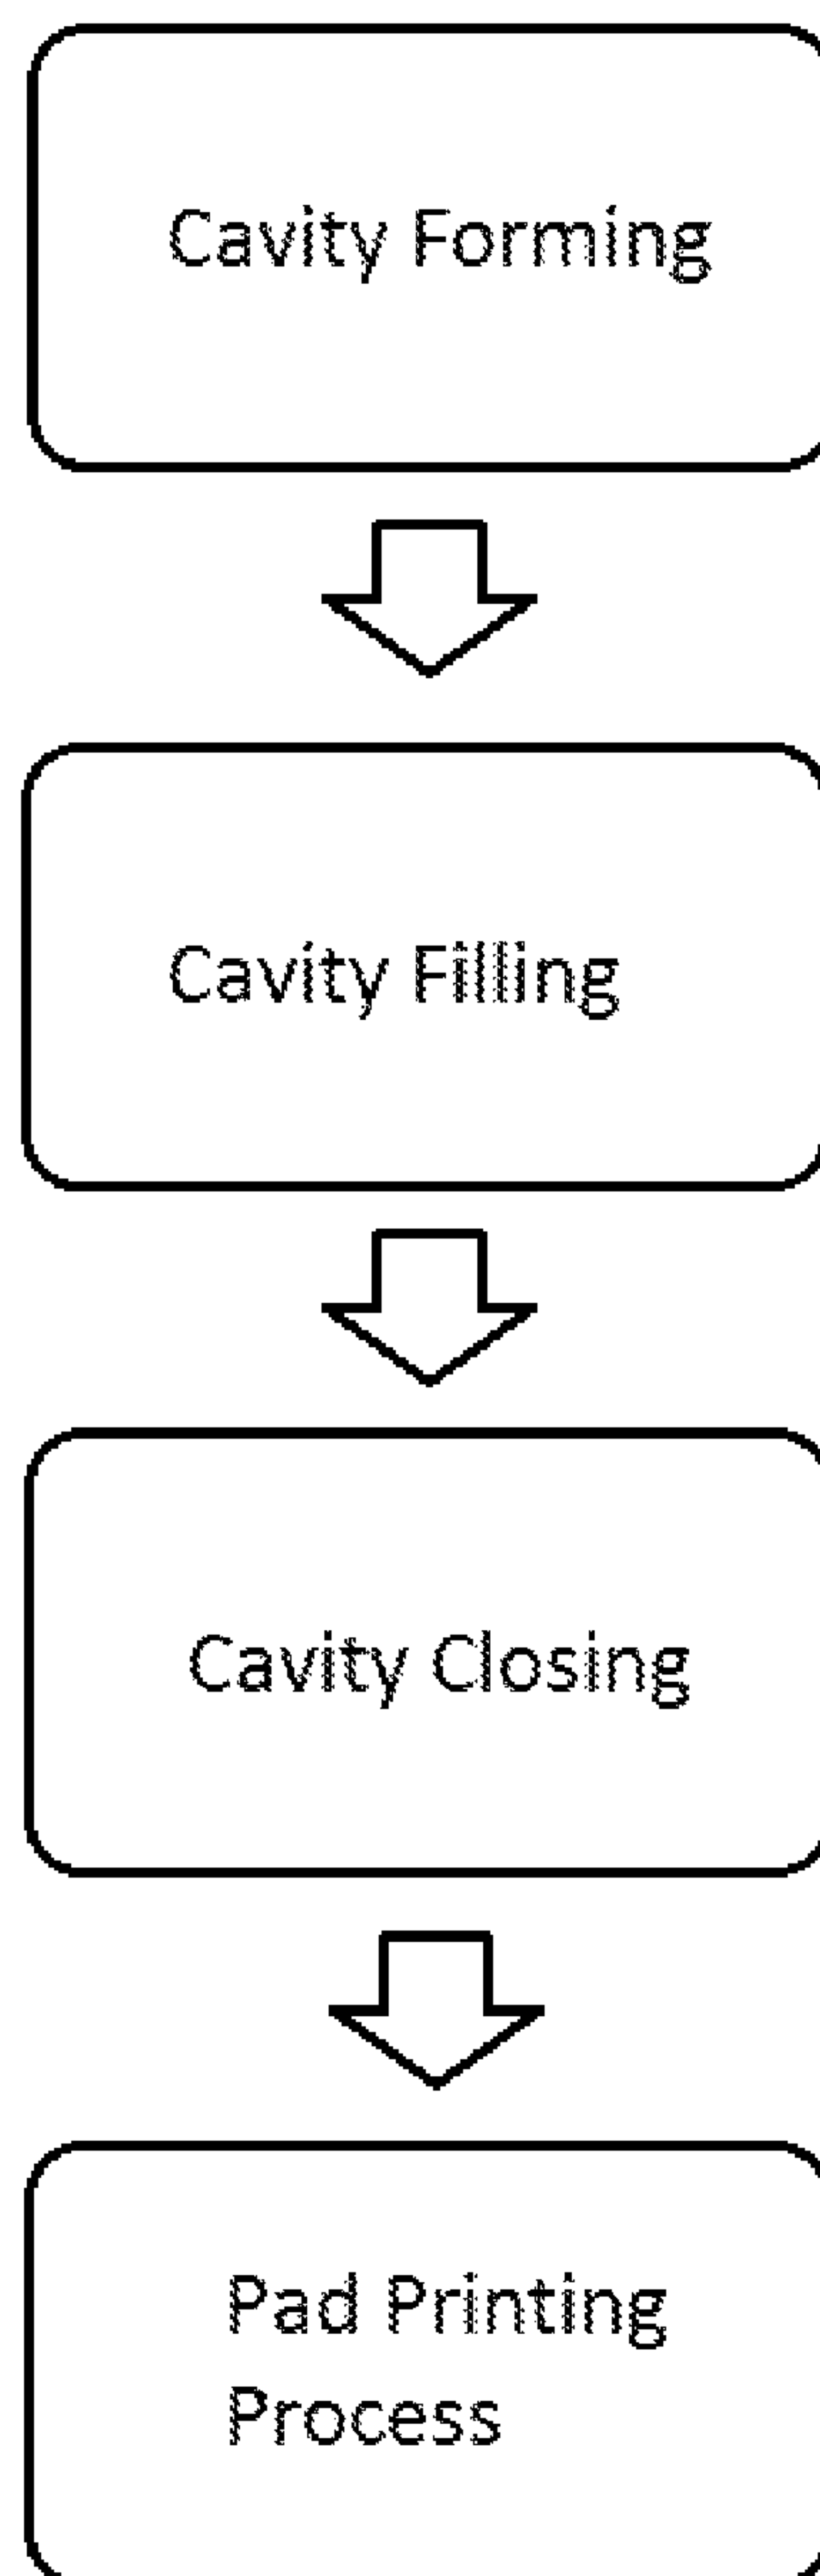 Cavity Forming
Cavity Filling
Cavity Closing
Pad Printing
Process